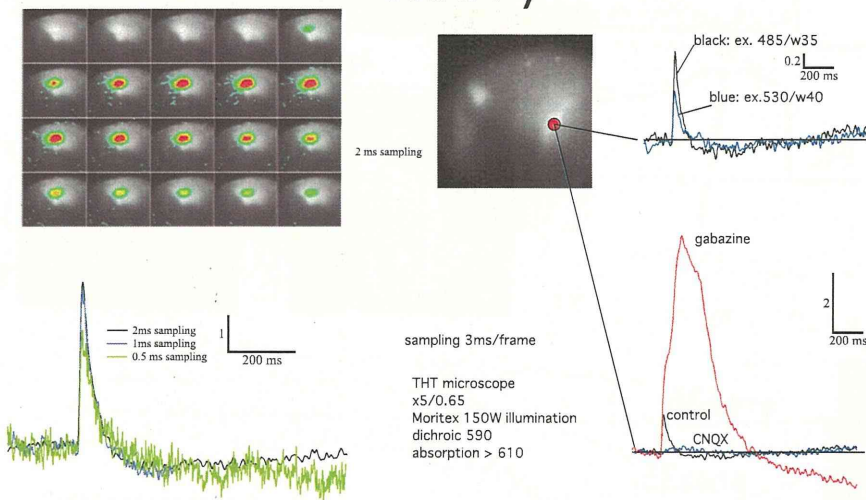 black: ex. 485/w35
0.2
200 ms
blue: ex.530/w40
2 ms sampling
gabazine
2
200 ms
2ms sampling
1ms sampling
0.5 ms sampling
1
200 ms
sampling 3ms/frame
THT microscope
x5/0.65
Moritex 150W illumination
dichroic 590
absorption > 610
control
CNQX